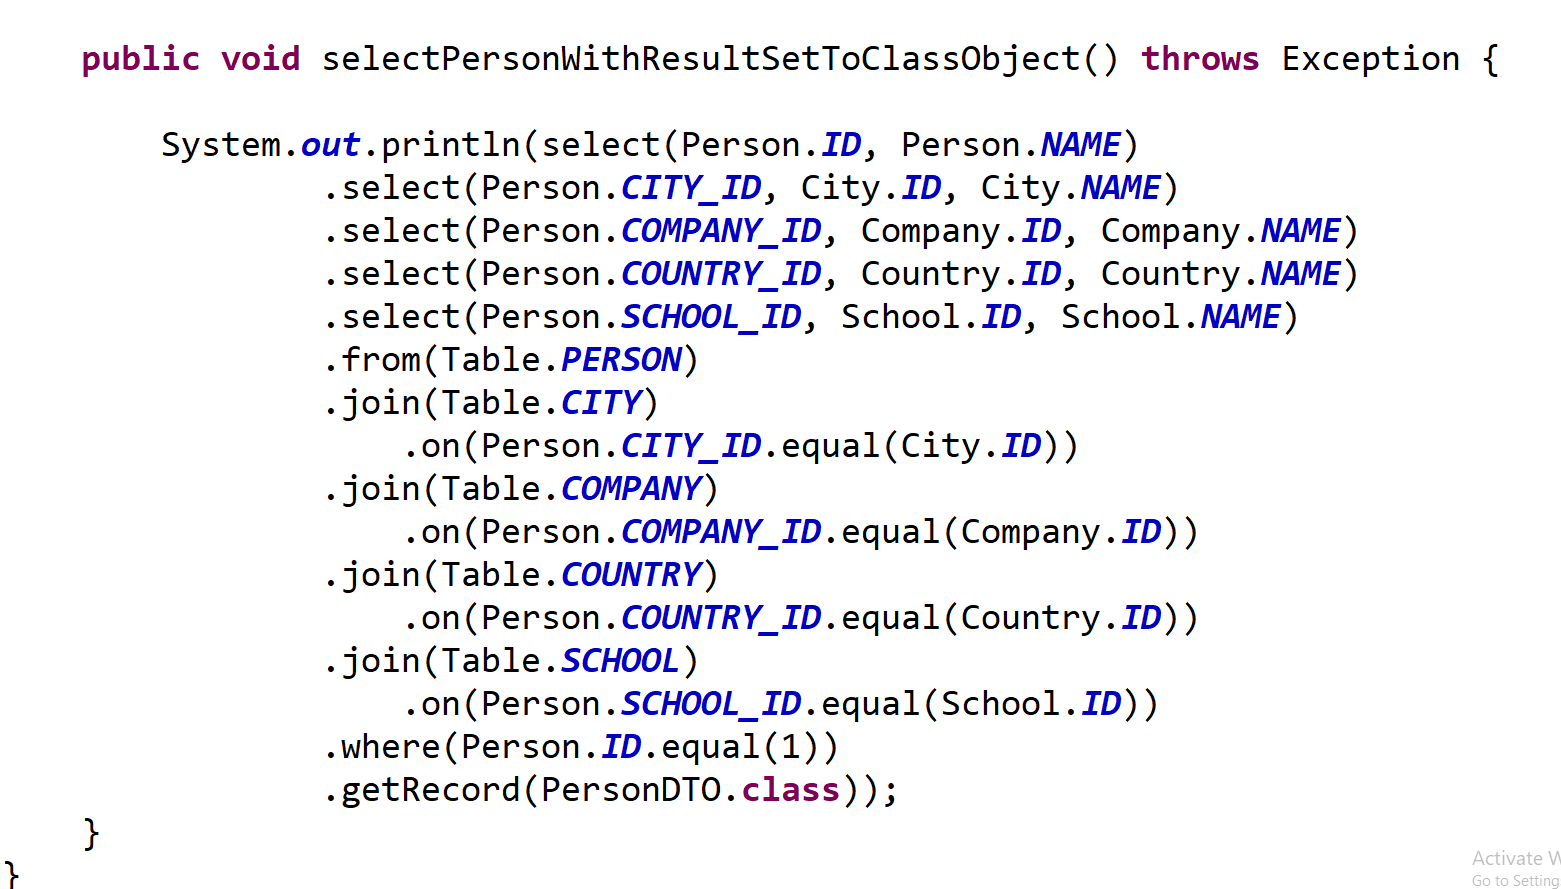 public void selectPersonWithResultSetToClassObject() throws Exception {
System.out.println(select(Person.ID, Person.NAME)
.select(Person.CITY_ID, City.ID, City.NAME)
.select(Person.COMPANY_ID, Company.ID, Company.NAME)
.select(Person.COUNTRY_ID, Country.ID, Country.NAME)
.select(Person.SCHOOL_ID, School.ID, School.NAME)
.from(Table.PERSON)
.join(Table.CITY)
.on(Person.CITY_ID.equal(City.ID))
.join(Table.COMPANY)
.on(Person.COMPANY_ID.equal(Company.ID))
.join(Table.COUNTRY)
.on(Person.COUNTRY_ID.equal(Country.ID))
.join(Table.SCHOOL)
.on(Person.SCHOOL_ID.equal(School.ID))
.where(Person.ID.equal(1))
.getRecord(PersonDTO.class));
}
}
Activate W
Go to Setting